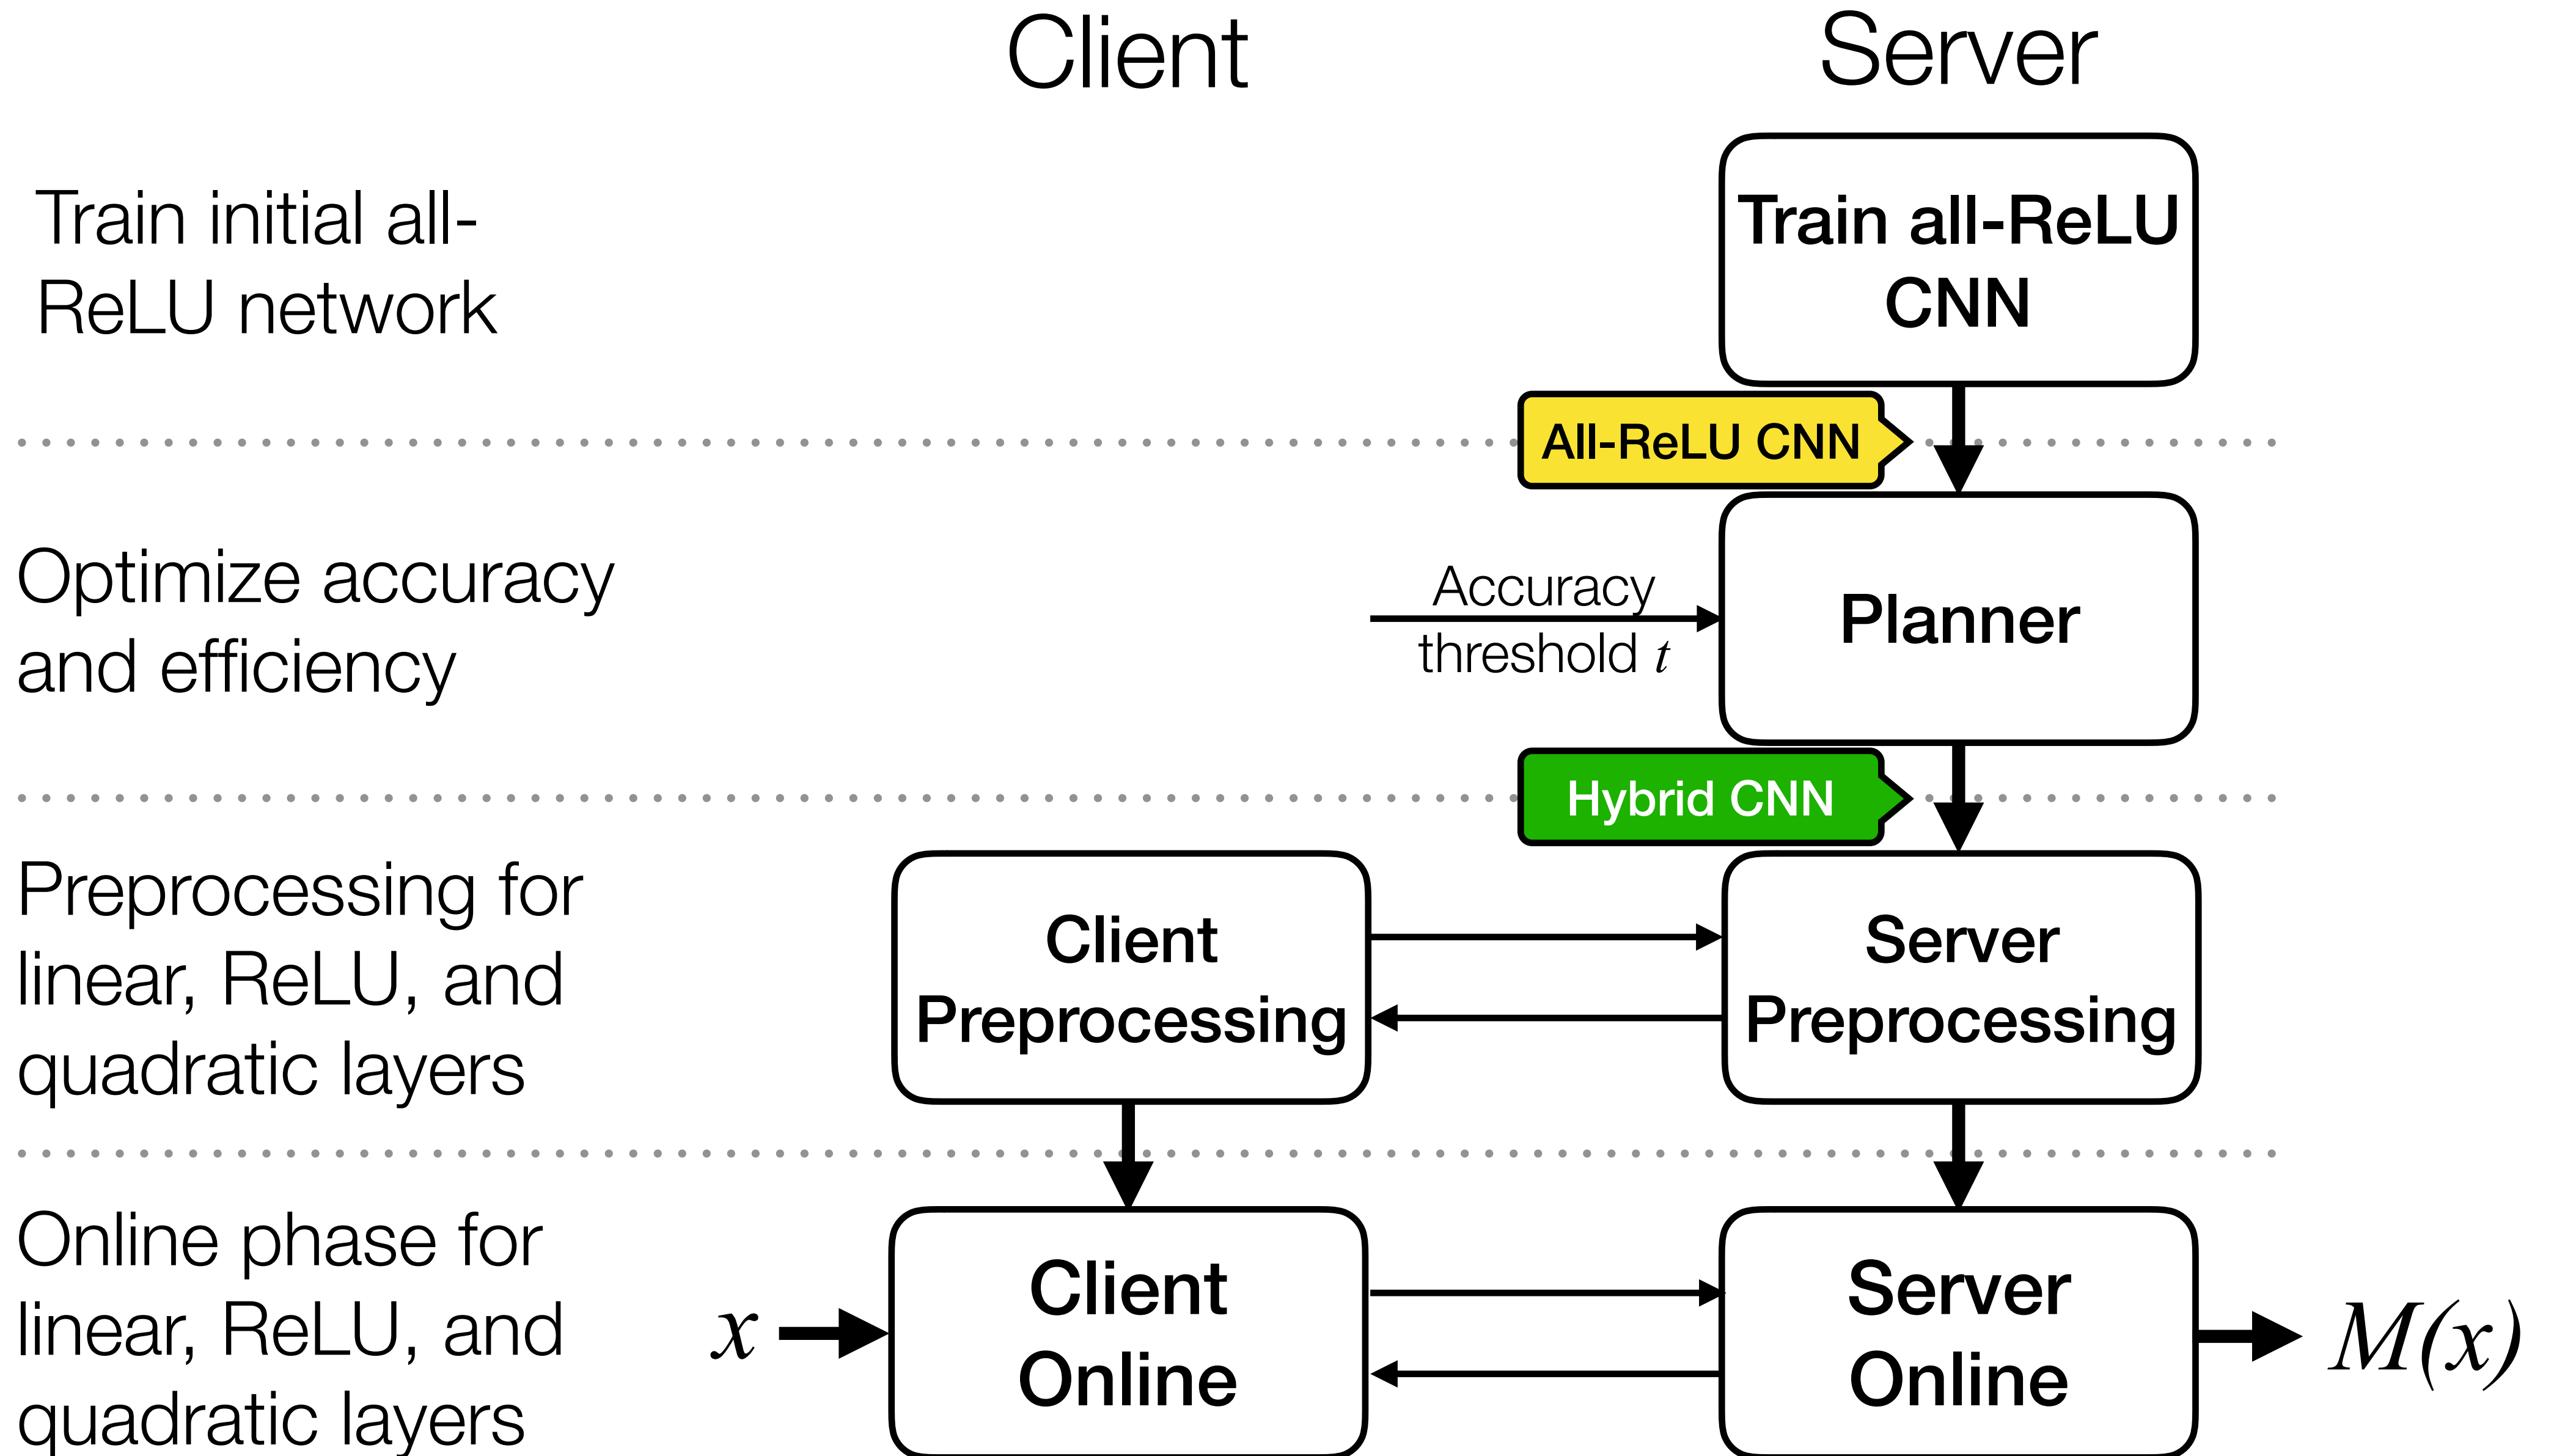 Client
Server
Train initial all-
ReLU network
Train all-ReLU
CNN
All-ReLU CNN
Optimize accuracy
and efficiency
Accuracy
threshold t
Planner
Hybrid CNN
Preprocessing for
linear, ReLU, and
quadratic layers
Client
Preprocessing
Server
Preprocessing
Online phase for
linear, ReLU, and
quadratic layers
x
Client
Online
Server
Online
M(x)